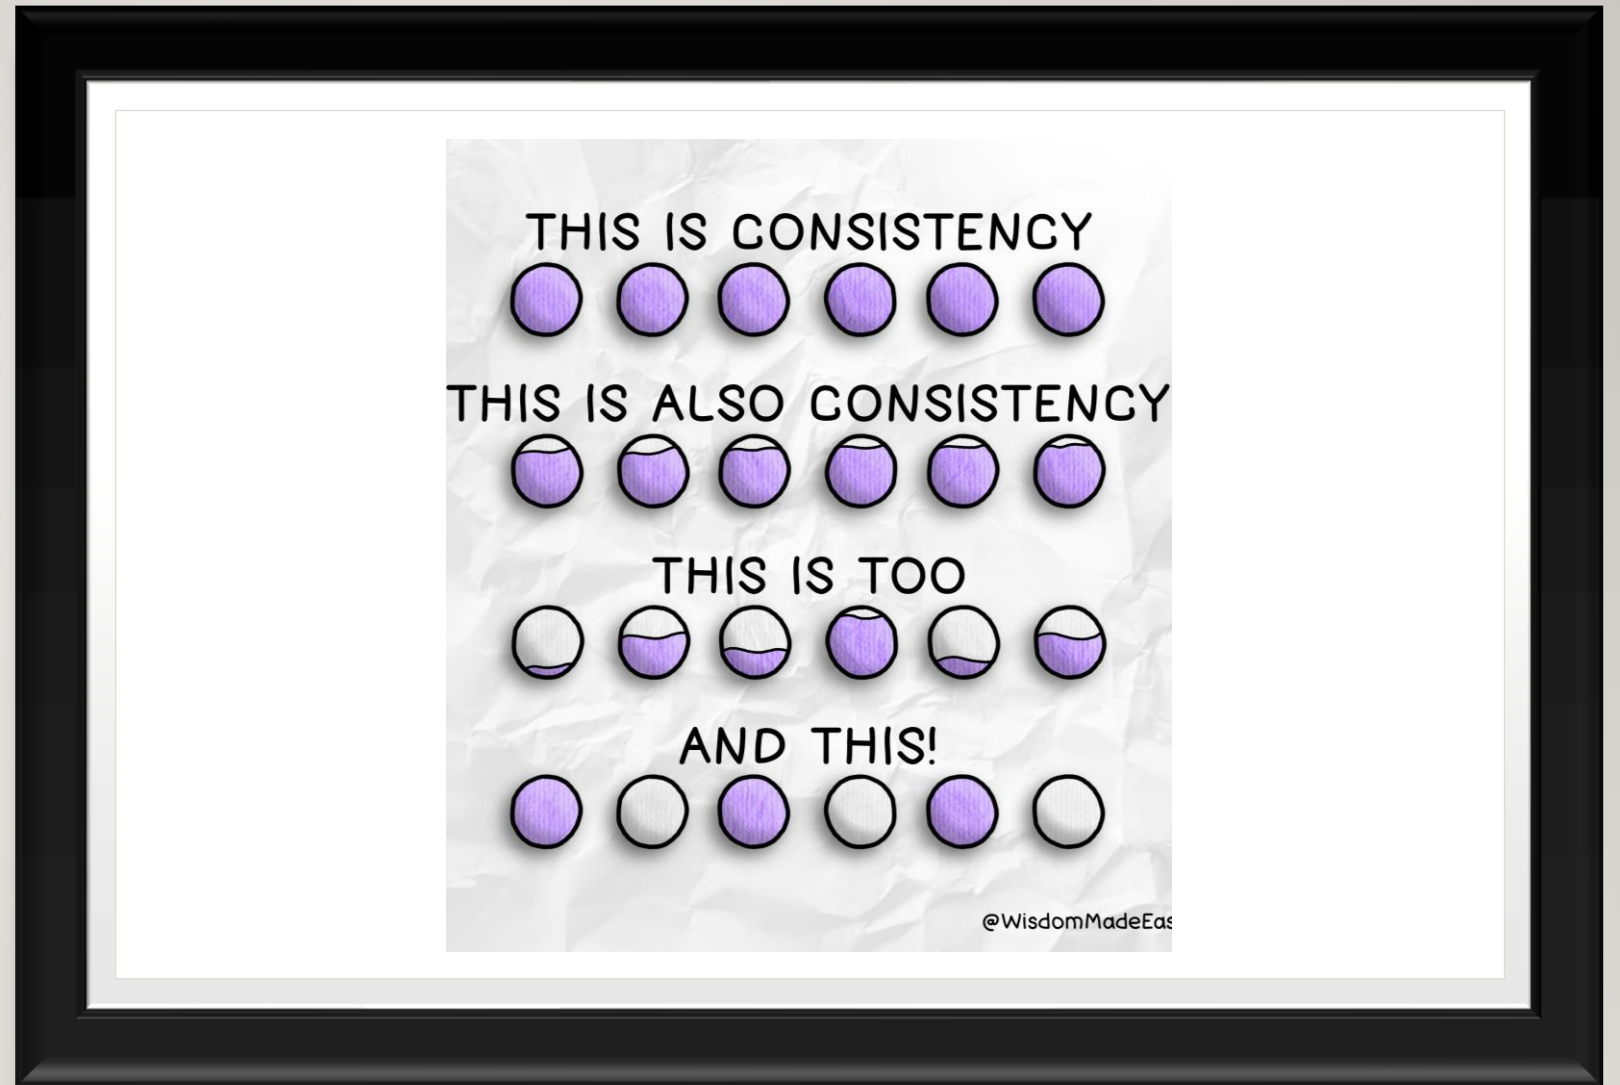 THIS IS CONSISTENCY
THIS IS ALSO CONSISTENCY
THIS IS TOO
AND THIS!
@WisdomMadeEas